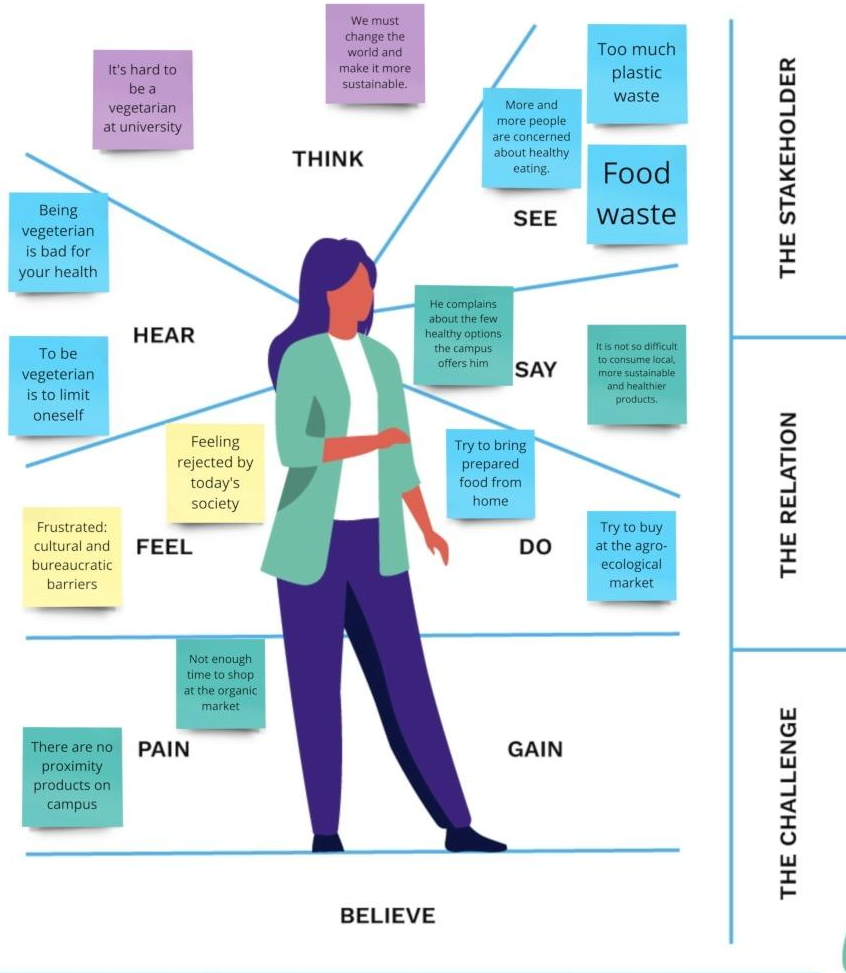 We must
change the
world and
make it more
sustainable.
It's hard to
be a
vegetarian
at university
THINK
Too much
plastic
waste
More and
more people
are concerned
about healthy
eating.
Food
waste
SEE
THE STAKEHOLDER
Being
vegeterian
is bad for
your health
HEAR
To be
vegeterian
is to limit
oneself
He complains
about the few
healthy options
the campus
offers him
SAY
It is not so difficult
to consume local,
more sustainable
and healthier
products.
Feeling
rejected by
today's
society
Frustrated:
cultural and
bureaucratic
barriers
FEEL
Try to bring
prepared
food from
home
DO
Try to buy
at the agro-
ecological
market
THE RELATION
Not enough
time to shop
at the organic
market
There are no
proximity
products on
campus
PAIN
GAIN
THE CHALLENGE
BELIEVE